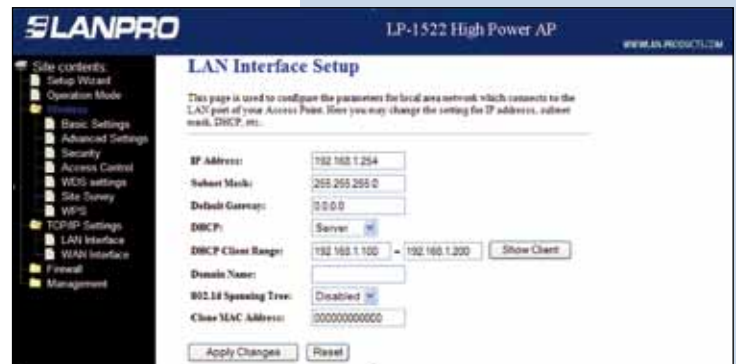 LANPRO
LP-1522 High Power AP
WWW.LAN-PRODUCTS.COM
Site contents:
Setup Wizard
Operation Mode
Wireless
Basic Settings
Advanced Settings
Security
Access Control
WDS settings
Site Survey
WPS
TCP/IP Settings
LAN Interface
WAN Interface
Firewall
Management
LAN Interface Setup
This page is used to configure the parameters for local area network which connects to the
LAN port of your Access Point. Here you may change the setting for IP addresss, subnet
mask, DHCP, etc..
IP Address: 192.168.1.254
Subnet Mask: 255.255.255.0
Default Gateway: 0.0.0.0
DHCP: Server
DHCP Client Range: 192.168.1.100 - 192.168.1.200 Show Client
Domain Name:
802.1d Spanning Tree: Disabled
Clone MAC Address: 000000000000
Apply Changes Reset